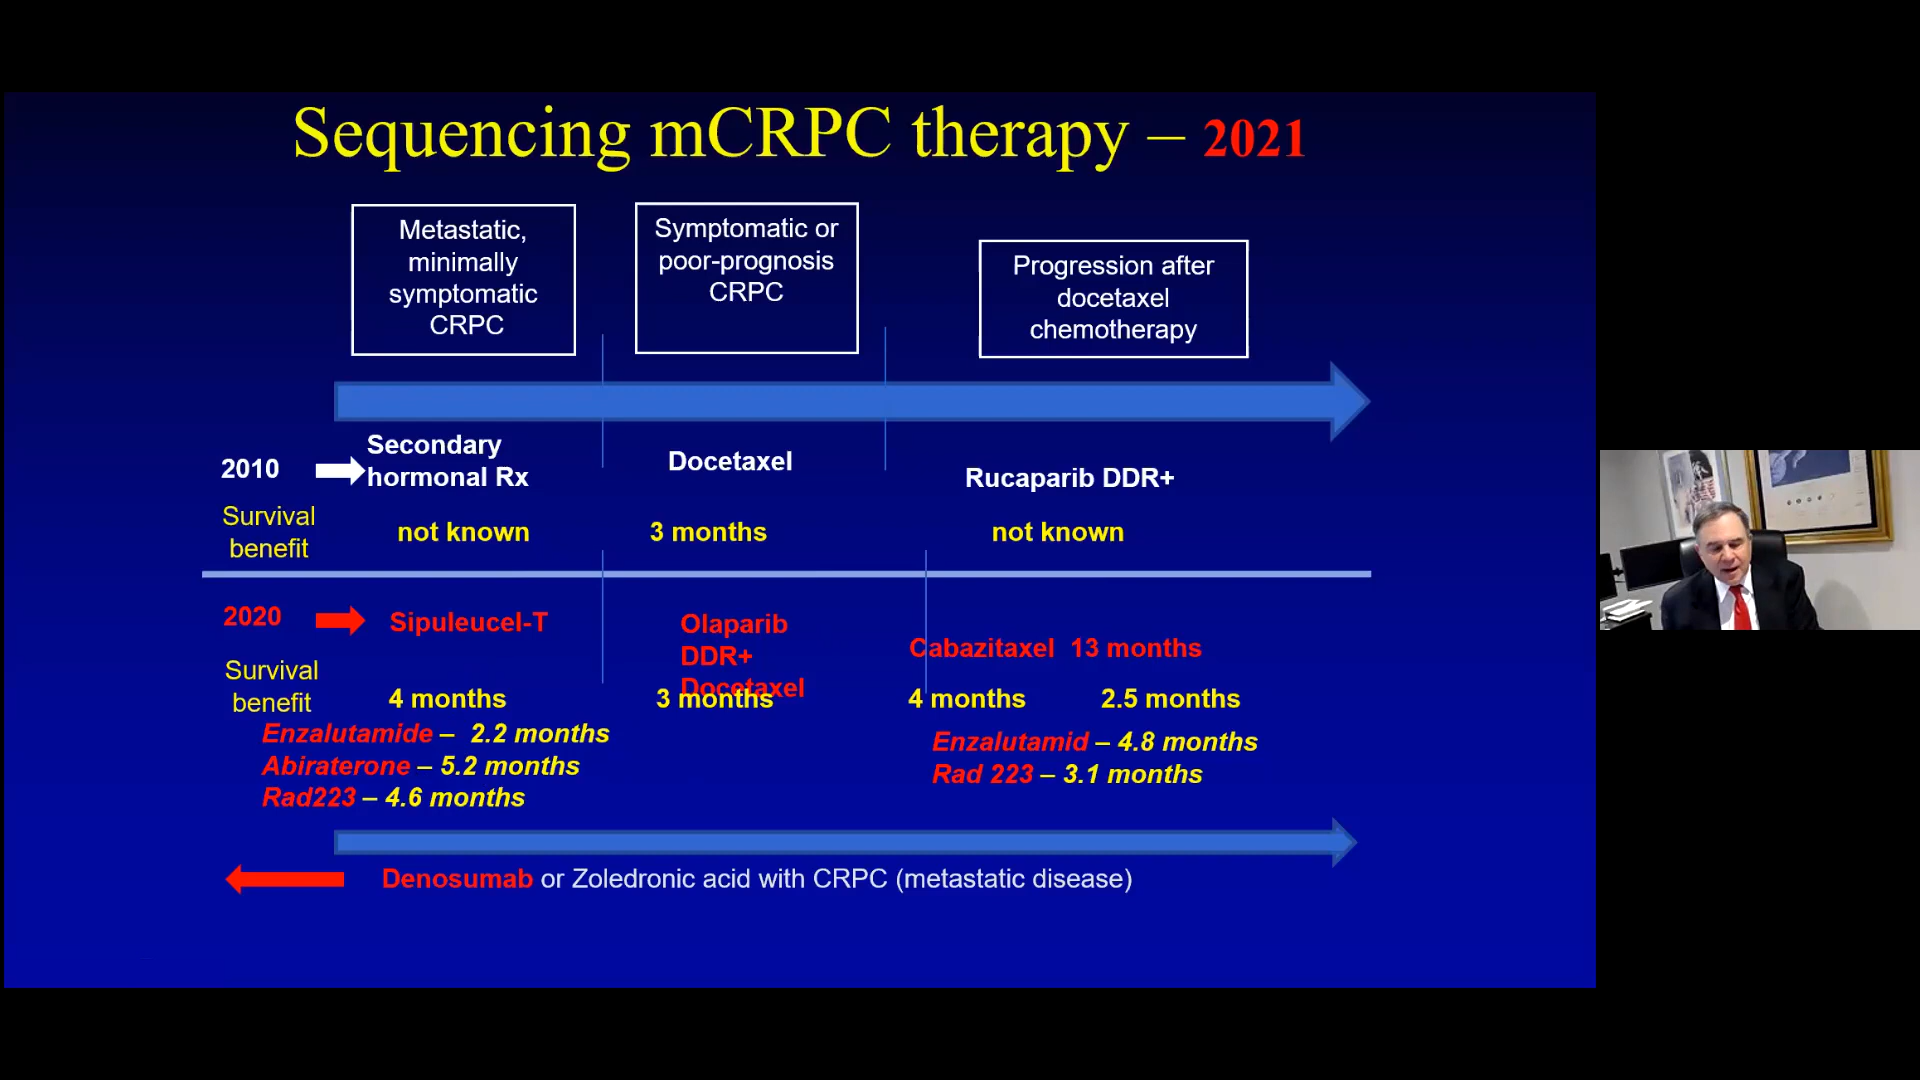 Sequencing mCRPC therapy – 2021
Metastatic,
minimally
symptomatic
CRPC
Symptomatic or
poor-prognosis
CRPC
Progression after
docetaxel
chemotherapy
2010
Secondary
hormonal Rx
Docetaxel
Rucaparib DDR+
Survival
benefit
not known
3 months
not known
2020
Sipuleucel-T
Olaparib
DDR+
Docetaxel
Cabazitaxel 13 months
Survival
benefit
4 months
3 months
4 months
2.5 months
Enzalutamide – 2.2 months
Abiraterone – 5.2 months
Rad223 – 4.6 months
Enzalutamid – 4.8 months
Rad 223 – 3.1 months
Denosumab or Zoledronic acid with CRPC (metastatic disease)